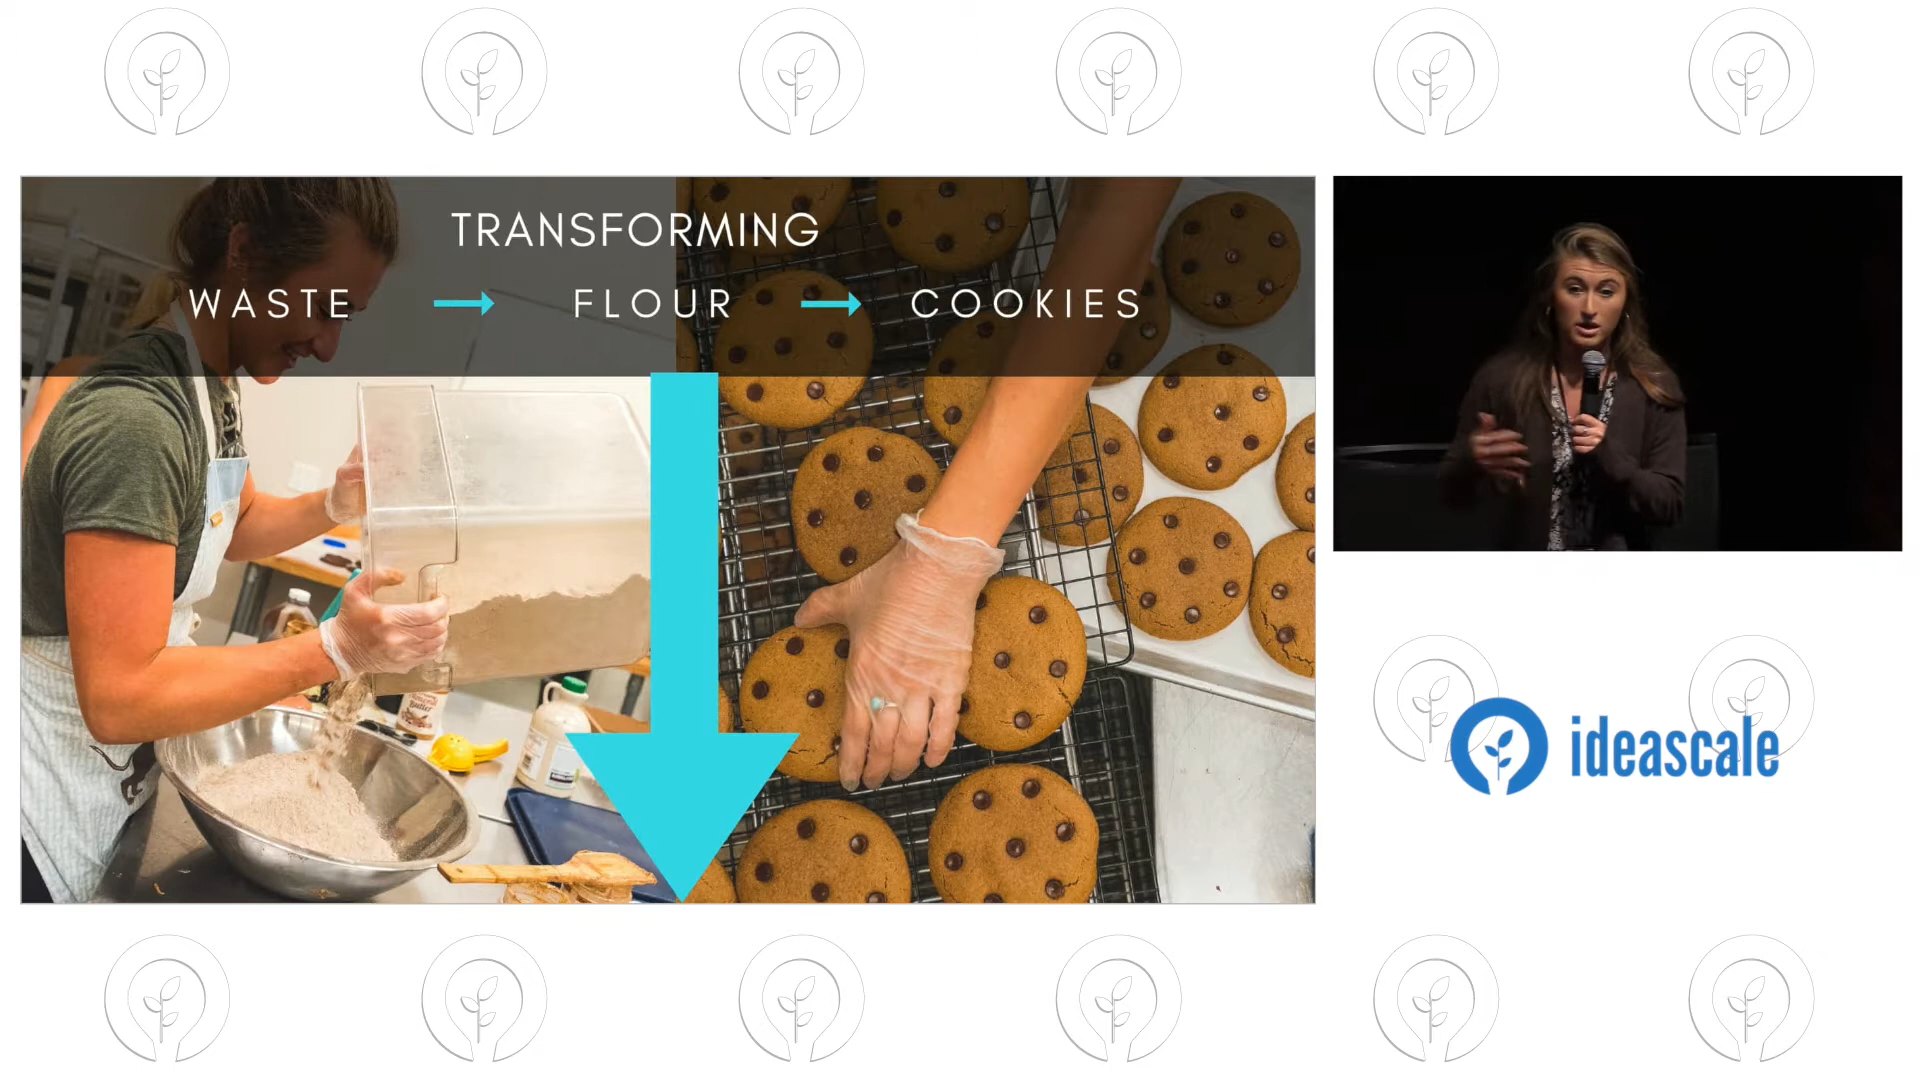 TRANSFORMING
WASTE → FLOUR → COOKIES
ideascale